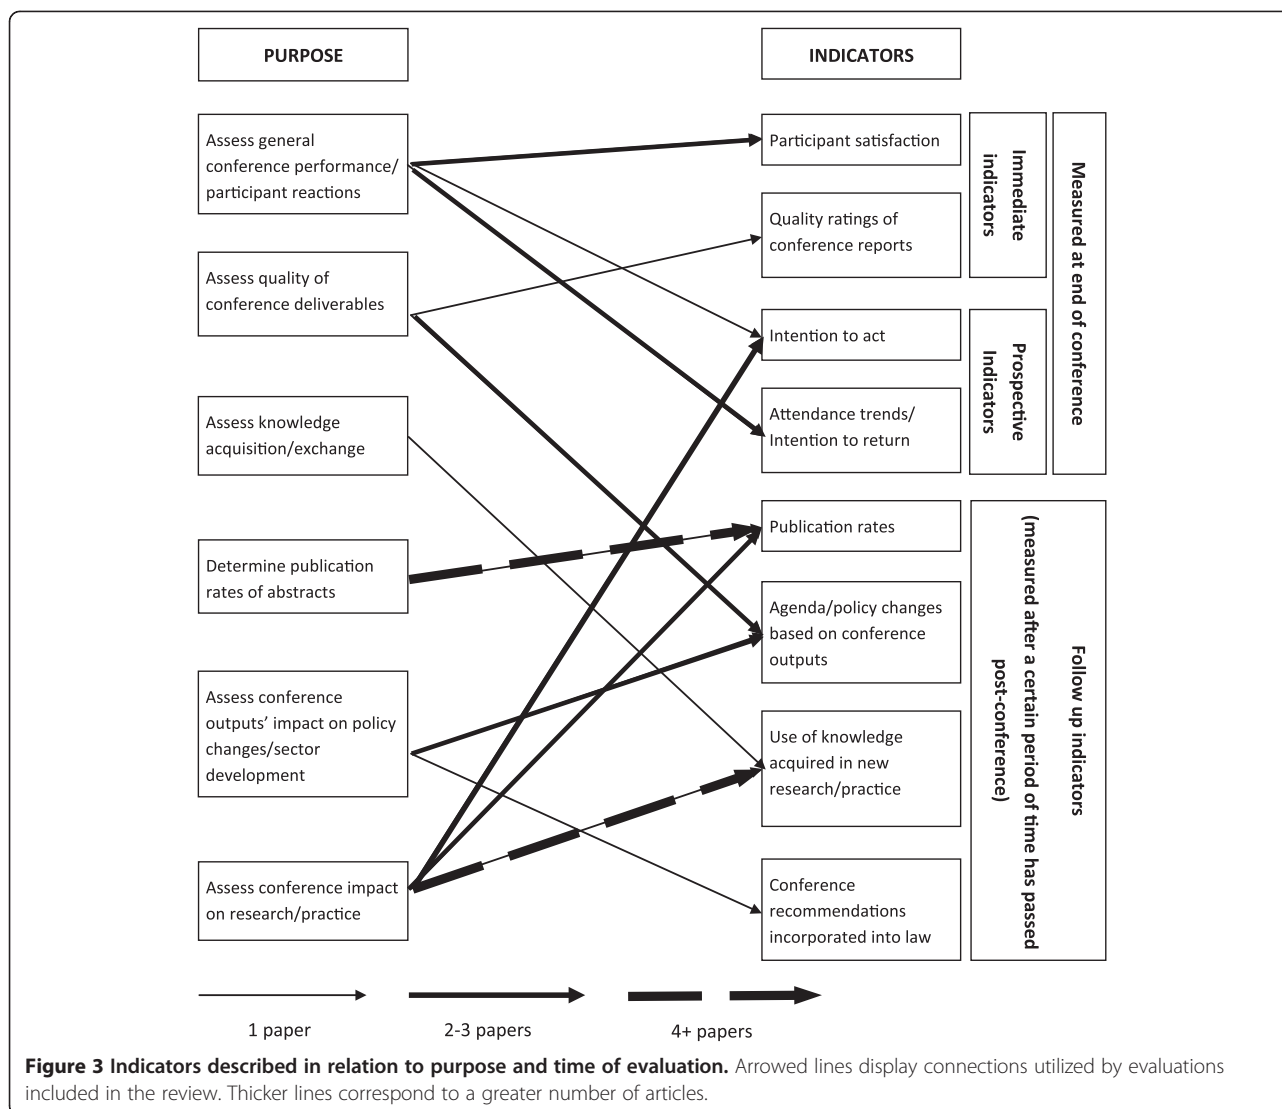 PURPOSE
INDICATORS
Assess general
conference performance/
participant reactions
Assess quality of
conference deliverables
Assess knowledge
acquisition/exchange
Determine publication
rates of abstracts
Assess conference
outputs’ impact on policy
changes/sector
development
Assess conference impact
on research/practice
Participant satisfaction
Quality ratings of
conference reports
Intention to act
Attendance trends/
Intention to return
Publication rates
Agenda/policy changes
based on conference
outputs
Use of knowledge
acquired in new
research/practice
Conference
recommendations
incorporated into law
Immediate
indicators
Prospective
Indicators
Measured at end of conference
Follow up indicators
(measured after a certain period of time has passed
post-conference)
1 paper
2-3 papers
4+ papers
Figure 3 Indicators described in relation to purpose and time of evaluation. Arrowed lines display connections utilized by evaluations
included in the review. Thicker lines correspond to a greater number of articles.